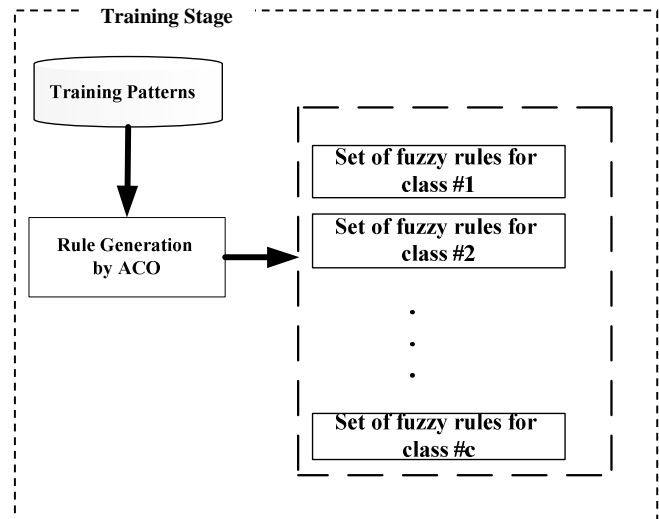 Training Stage
Training Patterns
Rule Generation
by ACO
Set of fuzzy rules for
class #1
Set of fuzzy rules for
class #2
.
.
.
Set of fuzzy rules for
class #c